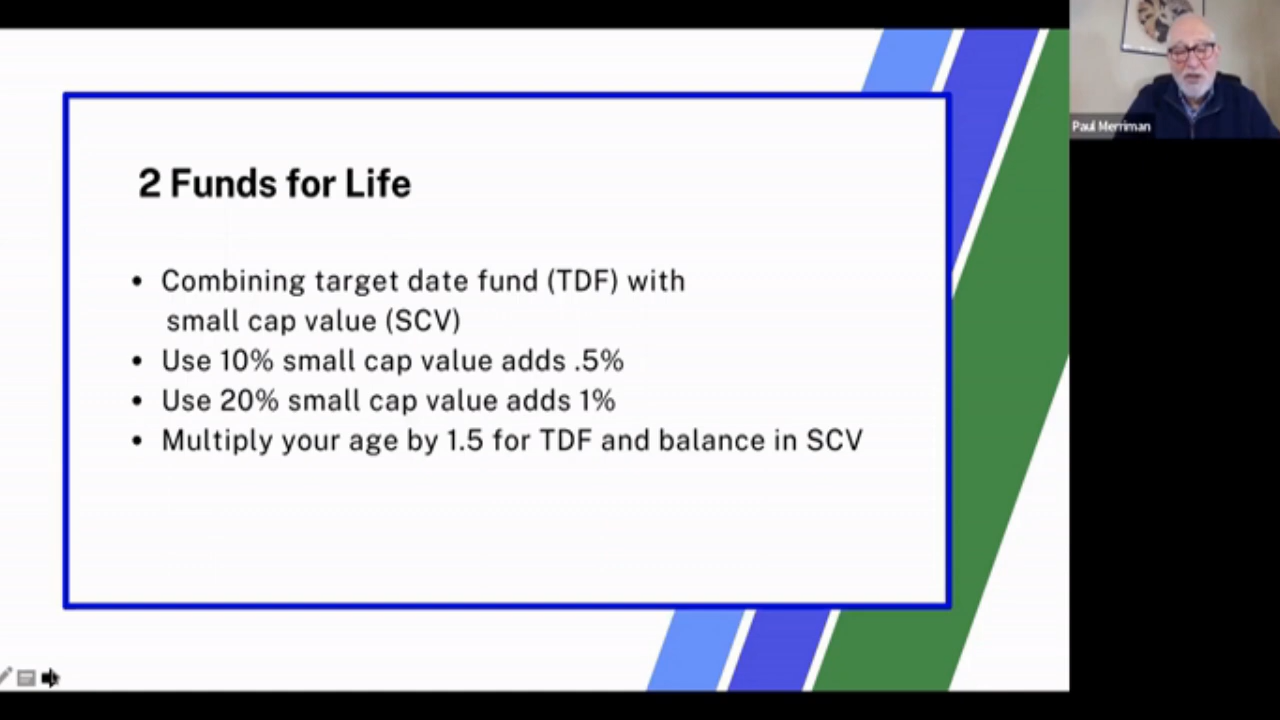 2 Funds for Life
• Combining target date fund (TDF) with
small cap value (SCV)
• Use 10% small cap value adds .5%
• Use 20% small cap value adds 1%
• Multiply your age by 1.5 for TDF and balance in SCV
Paul Merriman